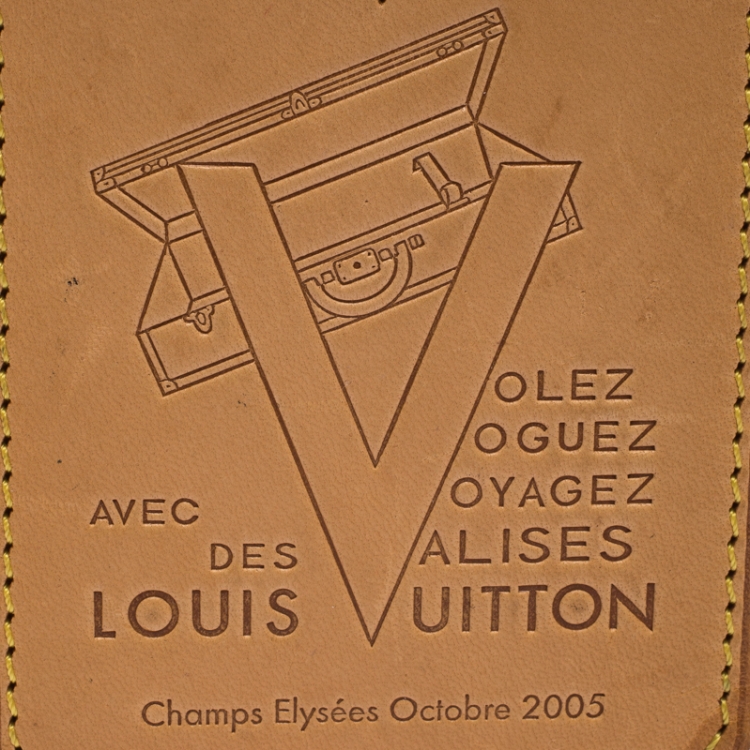 VOLEZ
VOGUEZ
VOYAGEZ
AVEC
DES VALISES
LOUIS VUITTON
Champs Elysées Octobre 2005